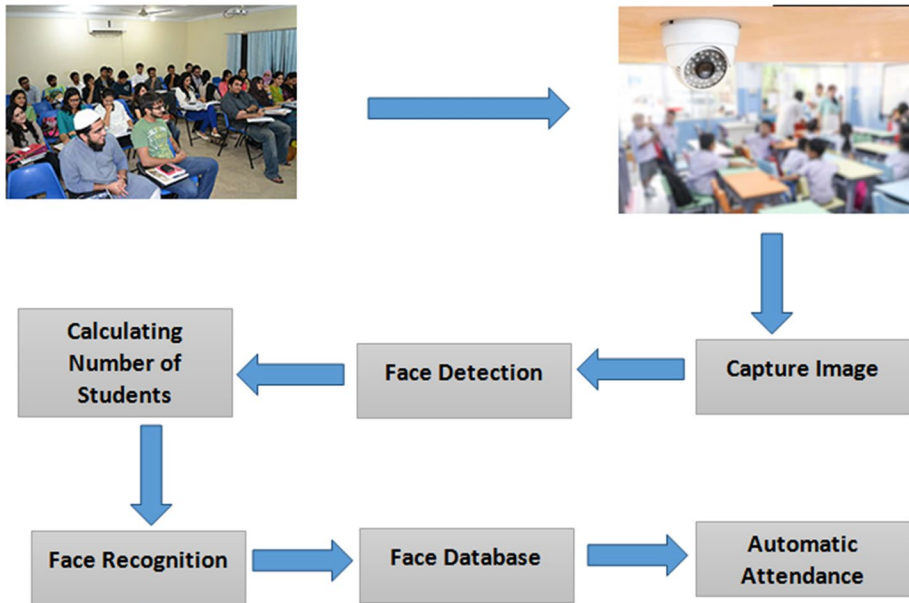 Calculating
Number of
Students
Face Detection
Capture Image
Face Recognition
Face Database
Automatic
Attendance